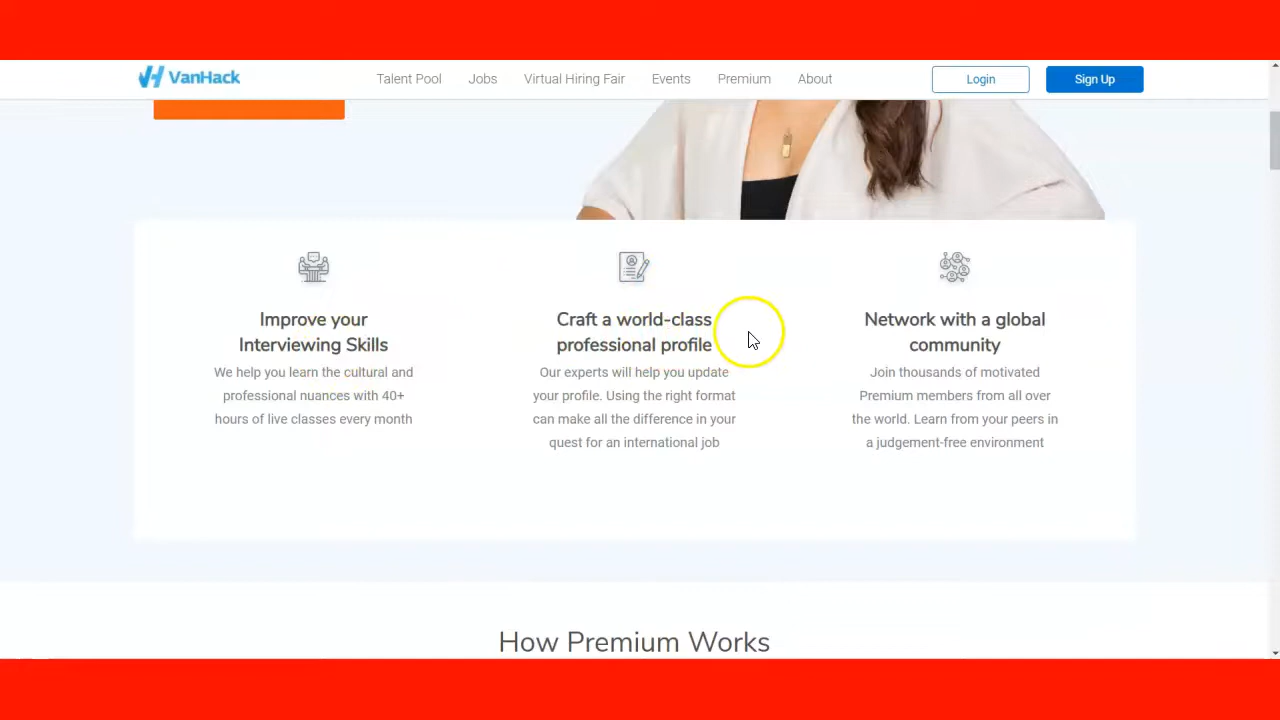 VanHack
Talent Pool Jobs Virtual Hiring Fair Events Premium About Login Sign Up
Improve your
Interviewing Skills
We help you learn the cultural and
professional nuances with 40+
hours of live classes every month
Craft a world-class
professional profile
Our experts will help you update
your profile. Using the right format
can make all the difference in your
quest for an international job
Network with a global
community
Join thousands of motivated
Premium members from all over
the world. Learn from your peers in
a judgement-free environment
How Premium Works